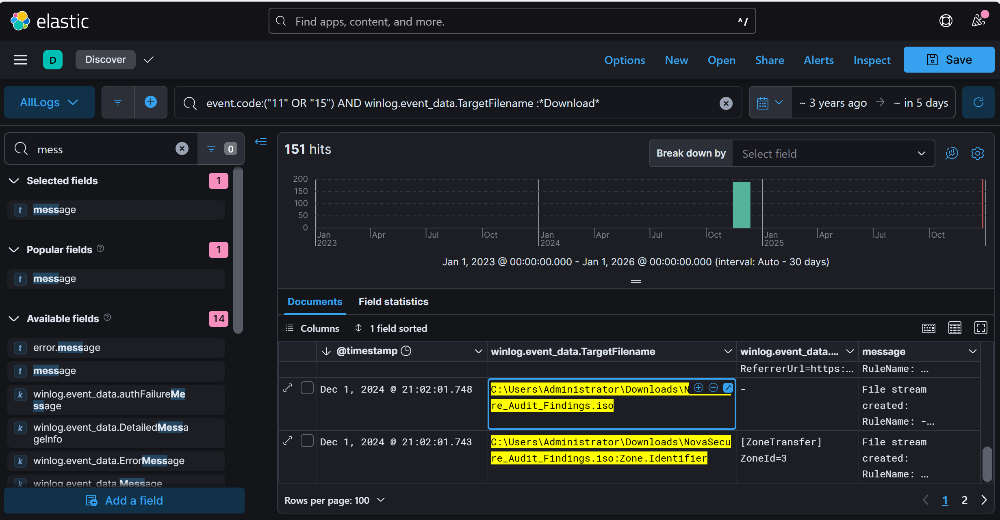 elastic
Find apps, content, and more.
^/
D
Discover
Options
New
Open
Share
Alerts
Inspect
Save
AllLogs
event.code:("11" OR "15") AND winlog.event_data.TargetFilename :*Download*
~ 3 years ago
~ in 5 days
mess
0
Selected fields
1
t
message
Popular fields
1
t
message
Available fields
14
t
error.message
t
message
k
winlog.event_data.authFailureMe
ssage
k
winlog.event_data.DetailedMessa
geInfo
k
winlog.event_data.ErrorMessage
k
winlog.event_data.Message
Add a field
151 hits
Break down by
Select field
200
150
100
50
0
Jan
2023
Apr
Jul
Oct
Jan
2024
Apr
Jul
Oct
Jan
2025
Apr
Jul
Oct
Jan 1, 2023 @ 00:00:00.000 - Jan 1, 2026 @ 00:00:00.000 (interval: Auto - 30 days)
Documents
Field statistics
Columns
1 field sorted
@timestamp
winlog.event_data.TargetFilename
winlog.event_data....
message
ReferrerUrl=https:...
RuleName: ...
Dec 1, 2024 @ 21:02:01.748
C:\Users\Administrator\Downloads\N
re_Audit_Findings.iso
-
File stream
created:
RuleName: -...
Dec 1, 2024 @ 21:02:01.743
C:\Users\Administrator\Downloads\NovaSecu
re_Audit_Findings.iso:Zone.Identifier
[ZoneTransfer]
ZoneId=3
File stream
created:
RuleName: ...
Rows per page: 100
1
2